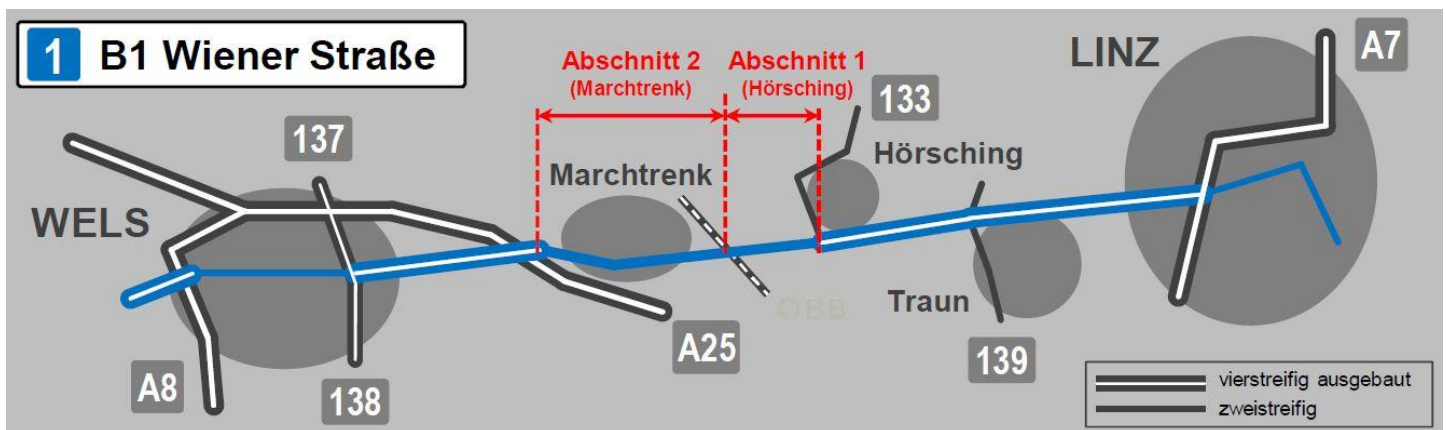 1 B1 Wiener Straße
Abschnitt 2
(Marchtrenk)
Abschnitt 1
(Hörsching)
LINZ
A7
133
137
Hörsching
Marchtrenk
WELS
ÖBB
Traun
A25
139
A8
138
vierstreifig ausgebaut
zweistreifig